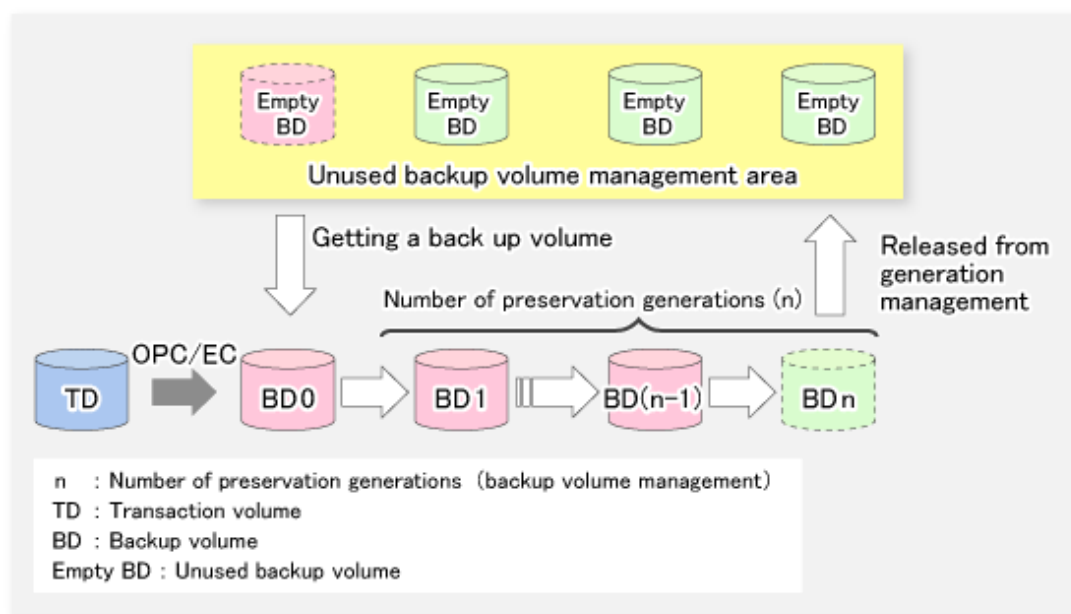 Empty
BD
Empty
BD
Empty
BD
Empty
BD
Unused backup volume management area
Getting a back up volume
Released from
generation
management
Number of preservation generations (n)
OPC/EC
TD
BD0
BD1
BD(n-1)
BDn
n : Number of preservation generations (backup volume management)
TD : Transaction volume
BD : Backup volume
Empty BD : Unused backup volume